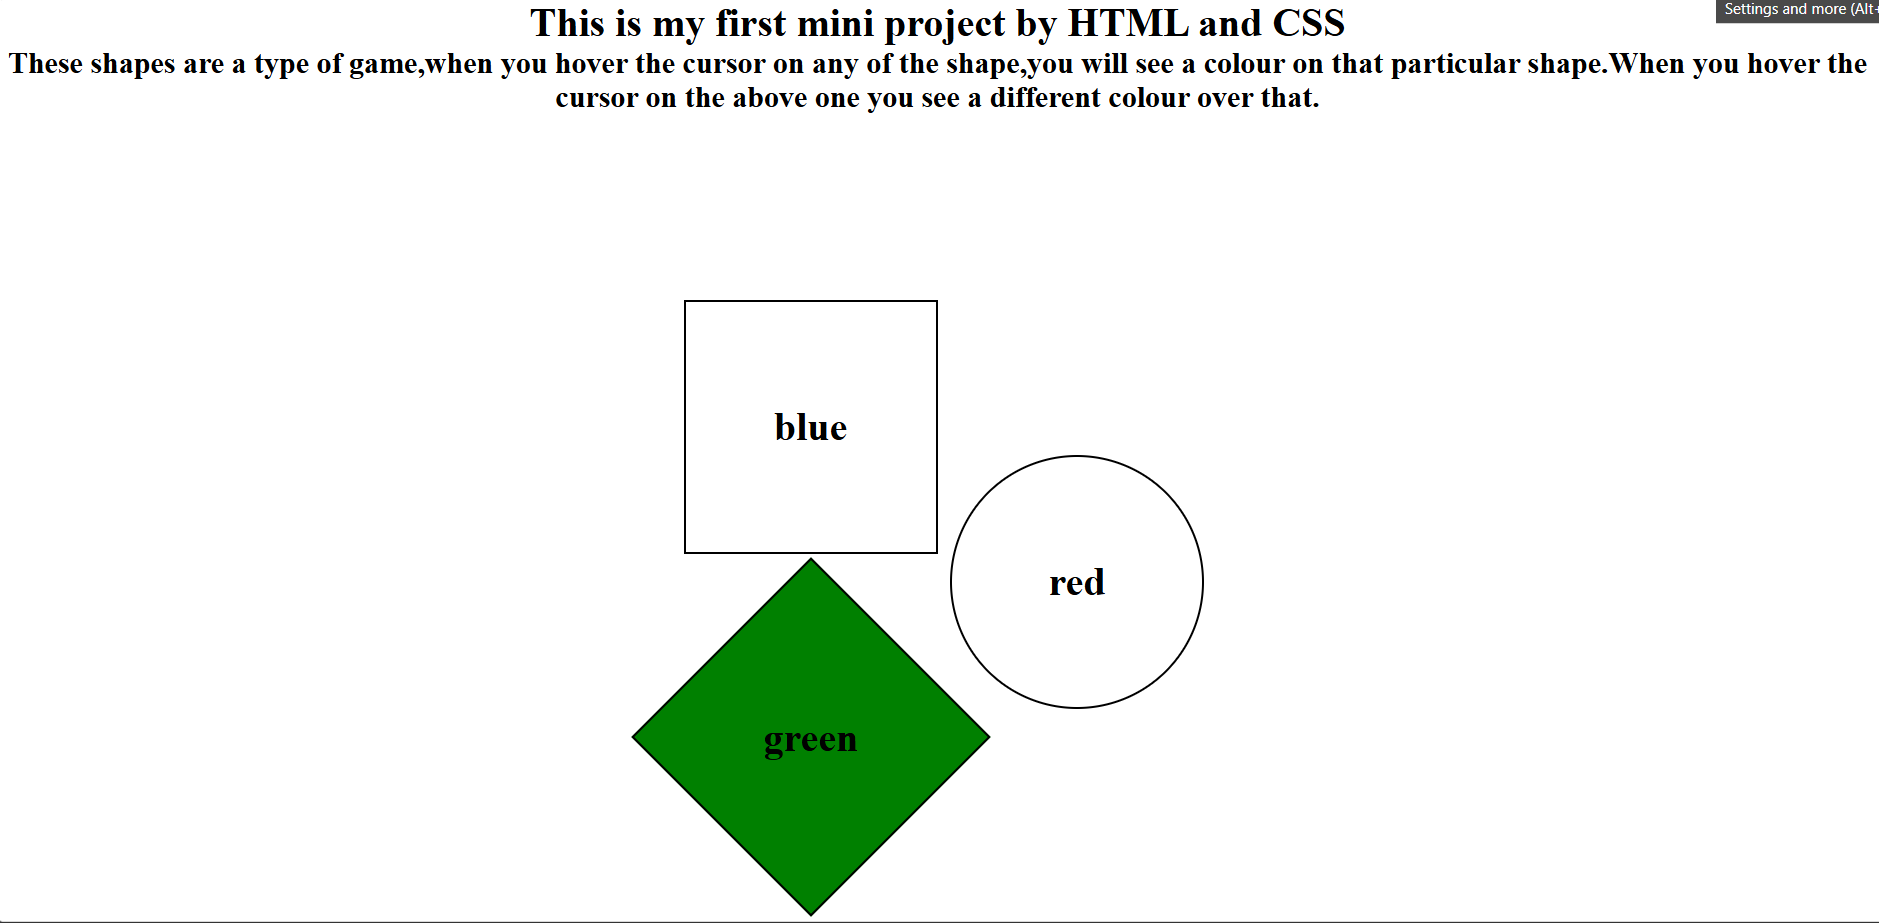 This is my first mini project by HTML and CSS
Settings and more (Alt+
These shapes are a type of game,when you hover the cursor on any of the shape,you will see a colour on that particular shape.When you hover the
cursor on the above one you see a different colour over that.
blue
red
green